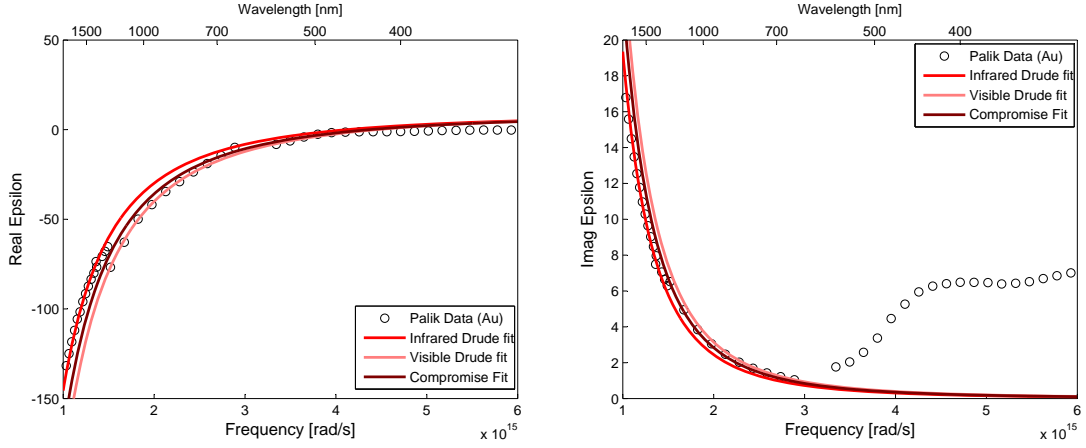 Wavelength [nm]
1500 1000 700 500 400
50
0
-50
-100
-150
Real Epsilon
Palik Data (Au)
Infrared Drude fit
Visible Drude fit
Compromise Fit
1 2 3 4 5 6
Frequency [rad/s]
x 10^15
Wavelength [nm]
1500 1000 700 500 400
20
18
16
14
12
10
8
6
4
2
0
Imag Epsilon
Palik Data (Au)
Infrared Drude fit
Visible Drude fit
Compromise Fit
1 2 3 4 5 6
Frequency [rad/s]
x 10^15